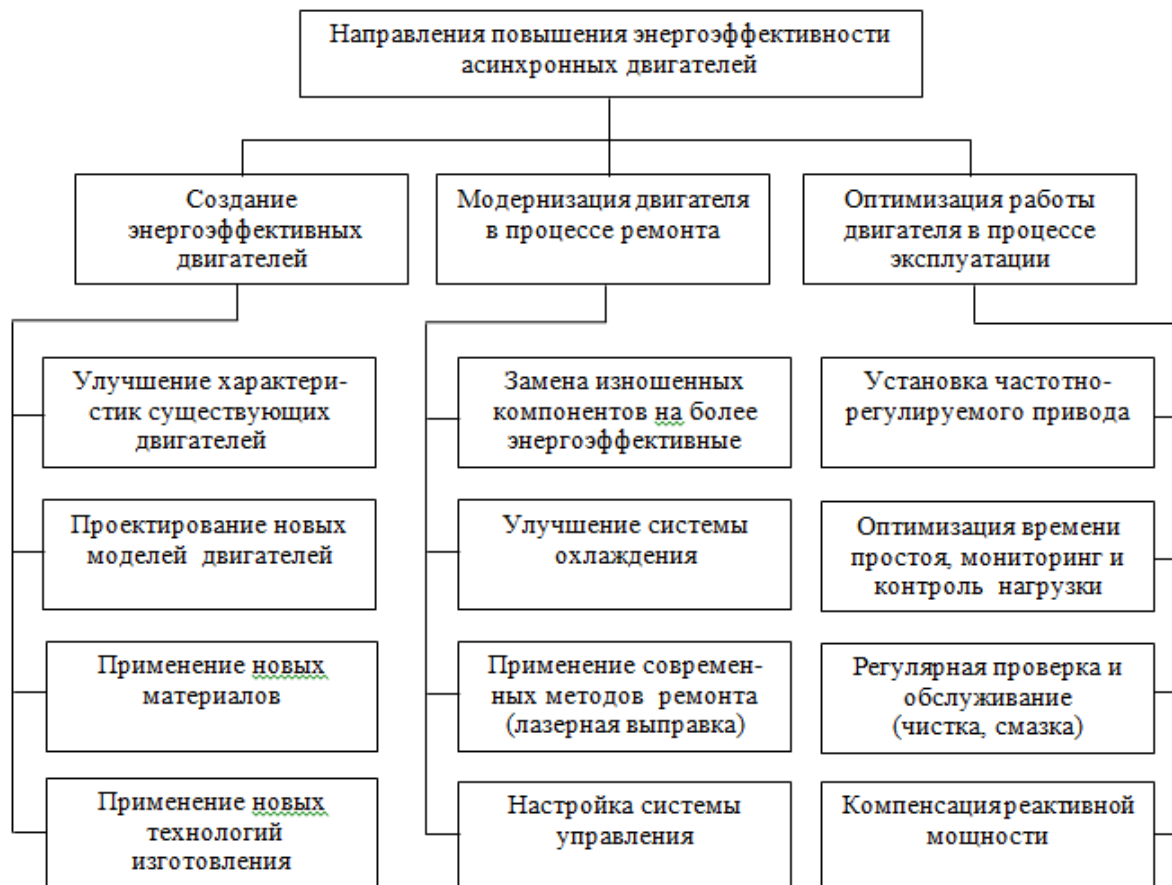 Направления повышения энергоэффективности
асинхронных двигателей
Создание
энергоэффективных
двигателей
Модернизация двигателя
в процессе ремонта
Оптимизация работы
двигателя в процессе
эксплуатации
Улучшение характери-
стик существующих
двигателей
Проектирование новых
моделей двигателей
Применение новых
материалов
Применение новых
технологий
изготовления
Замена изношенных
компонентов на более
энергоэффективные
Улучшение системы
охлаждения
Применение современ-
ных методов ремонта
(лазерная выправка)
Настройка системы
управления
Установка частотно-
регулируемого привода
Оптимизация времени
простоя, мониторинг и
контроль нагрузки
Регулярная проверка и
обслуживание
(чистка, смазка)
Компенсация реактивной
мощности